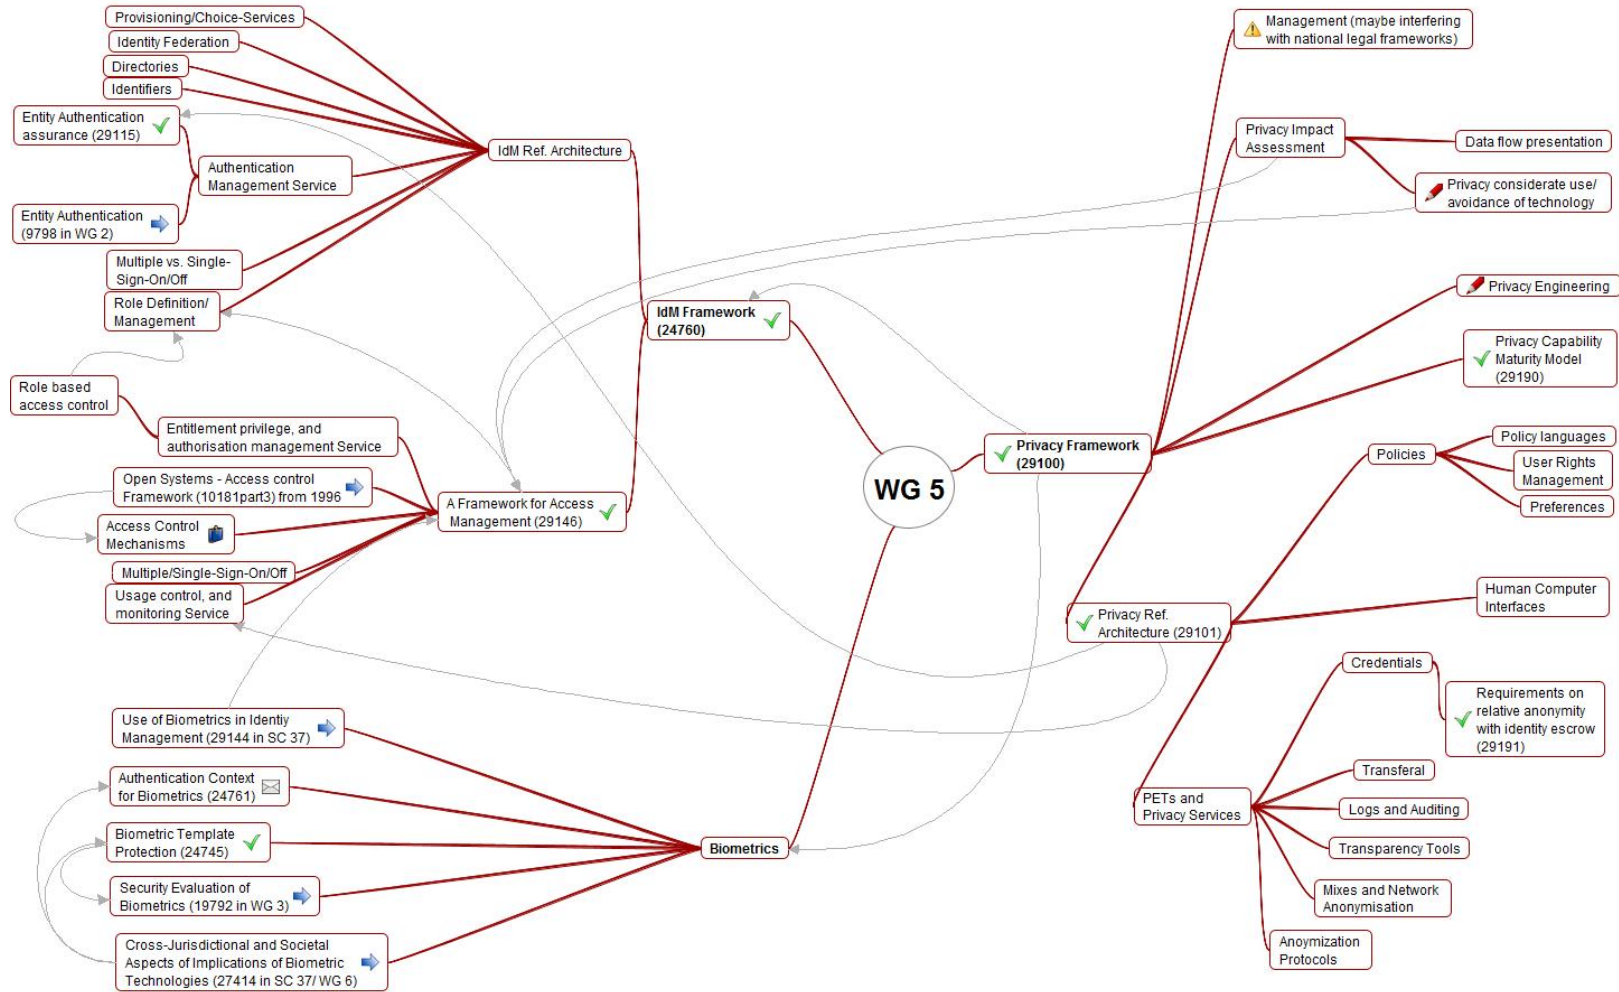 Provisioning/Choice-Services
Identity Federation
Directories
Identifiers
Entity Authentication
assurance (29115)
Authentication
Management Service
Entity Authentication
(9798 in WG 2)
Multiple vs. Single-
Sign-On/Off
Role Definition/
Management
IdM Ref. Architecture
Role based
access control
Entitlement privilege, and
authorisation management Service
Open Systems - Access control
Framework (10181part3) from 1996
Access Control
Mechanisms
Multiple/Single-Sign-On/Off
Usage control, and
monitoring Service
A Framework for Access
Management (29146)
IdM Framework
(24760)
WG 5
Use of Biometrics in Identiy
Management (29144 in SC 37)
Authentication Context
for Biometrics (24761)
Biometric Template
Protection (24745)
Security Evaluation of
Biometrics (19792 in WG 3)
Cross-Jurisdictional and Societal
Aspects of Implications of Biometric
Technologies (27414 in SC 37/ WG 6)
Biometrics
Privacy Framework
(29100)
Management (maybe interfering
with national legal frameworks)
Privacy Impact
Assessment
Data flow presentation
Privacy considerate use/
avoidance of technology
Privacy Engineering
Privacy Capability
Maturity Model
(29190)
Privacy Ref.
Architecture (29101)
Policies
Policy languages
User Rights
Management
Preferences
Human Computer
Interfaces
PETs and
Privacy Services
Credentials
Requirements on
relative anonymity
with identity escrow
(29191)
Transferal
Logs and Auditing
Transparency Tools
Mixes and Network
Anonymisation
Anoymization
Protocols